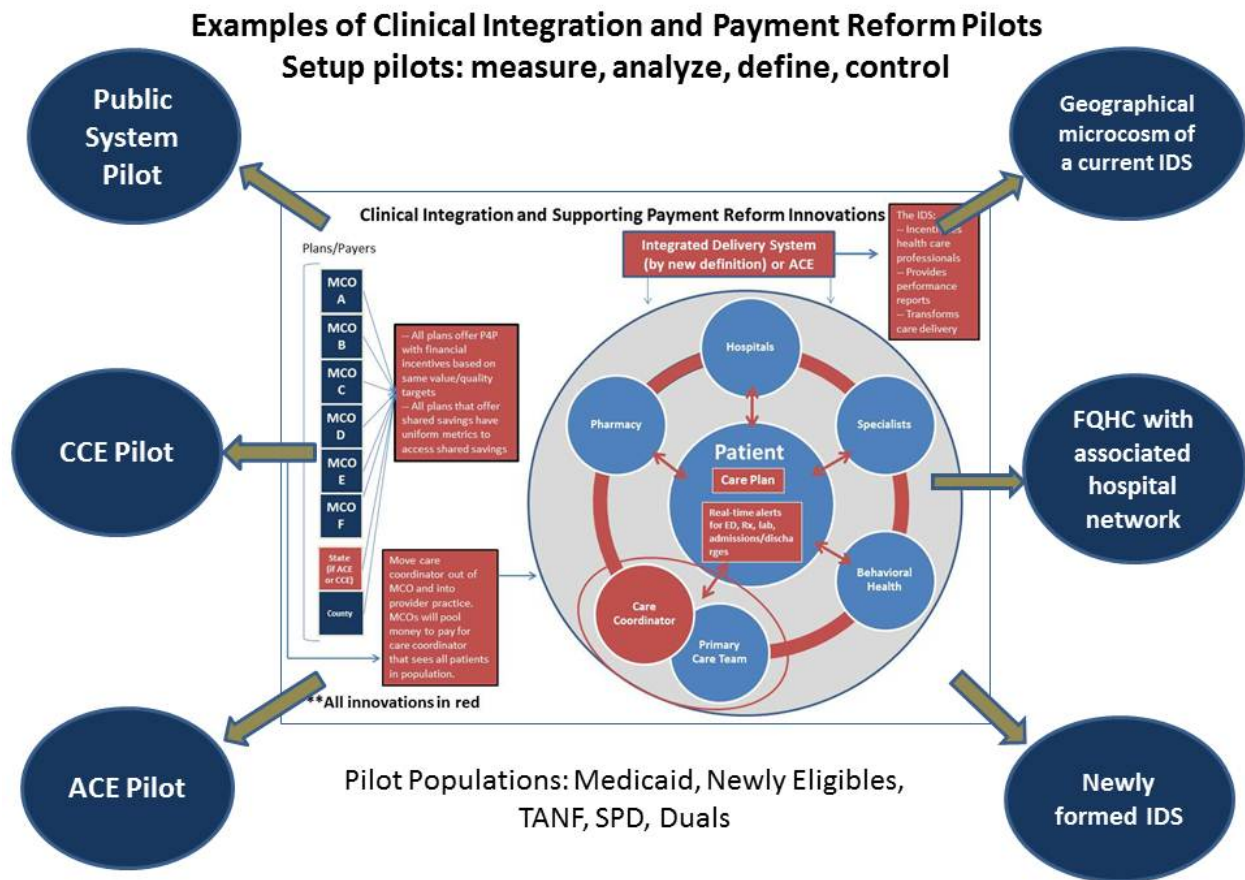 Examples of Clinical Integration and Payment Reform Pilots
Setup pilots: measure, analyze, define, control
Public
System
Pilot
Geographical
microcosm of
a current IDS
CCE Pilot
FQHC with
associated
hospital
network
ACE Pilot
Newly
formed IDS
Clinical Integration and Supporting Payment Reform Innovations
Plans/Payers
MCO
A
MCO
B
MCO
C
MCO
D
MCO
E
MCO
F
State
(if ACE
or CCE)
County
-- All plans offer P4P
with financial
incentives based on
same value/quality
targets
-- All plans that offer
shared savings have
uniform metrics to
access shared savings
Move care
coordinator out of
MCO and into
provider practice.
MCOs will pool
money to pay for
care coordinator
that sees all patients
in population.
**All innovations in red
Integrated Delivery System
(by new definition) or ACE
The IDS:
-- Incentivizes
health care
professionals
-- Provides
performance
reports
-- Transforms
care delivery
Hospitals
Pharmacy
Specialists
Patient
Care Plan
Real-time alerts
for ED, Rx, lab,
admissions/discha
rges
Behavioral
Health
Care
Coordinator
Primary
Care Team
Pilot Populations: Medicaid, Newly Eligibles,
TANF, SPD, Duals